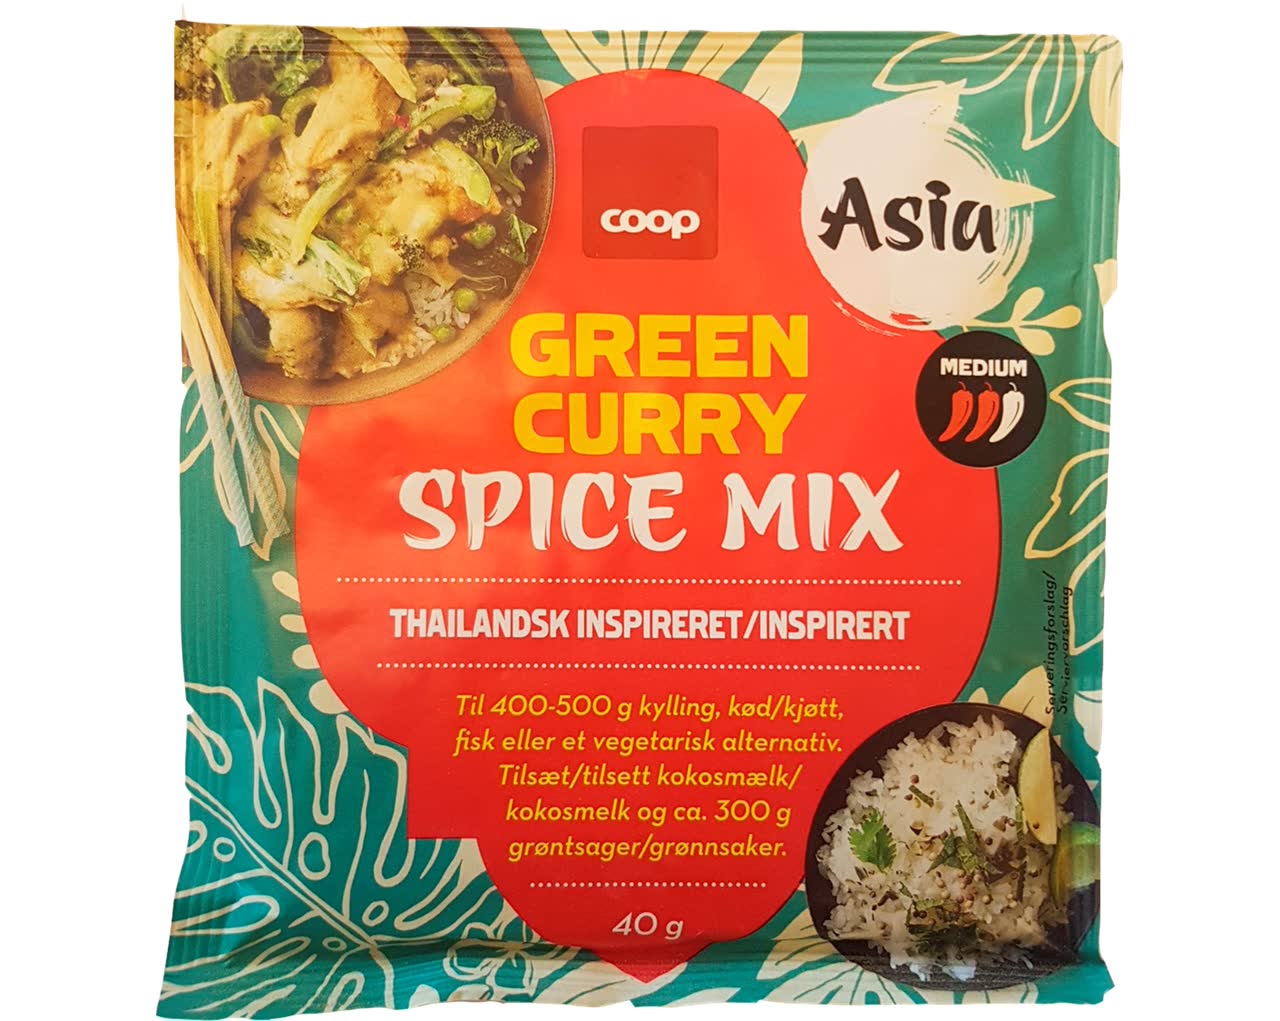 coop
Asia
MEDIUM
GREEN
CURRY
SPICE MIX
THAILANDSK INSPIRERET/INSPIRERT
Til 400-500 g kylling, kød/kjøtt,
fisk eller et vegetarisk alternativ.
Tilsæt/tilsett kokosmælk/
kokosmelk og ca. 300 g
grøntsager/grønnsaker.
40 g
Serveringsforslag/
Serviervorschlag